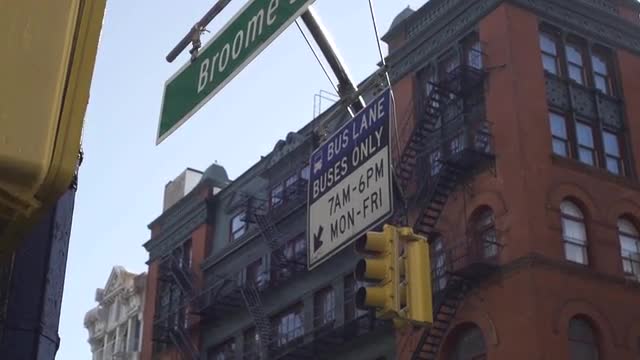 Broome
BUS LANE
BUSES ONLY
7AM-6PM
MON-FRI